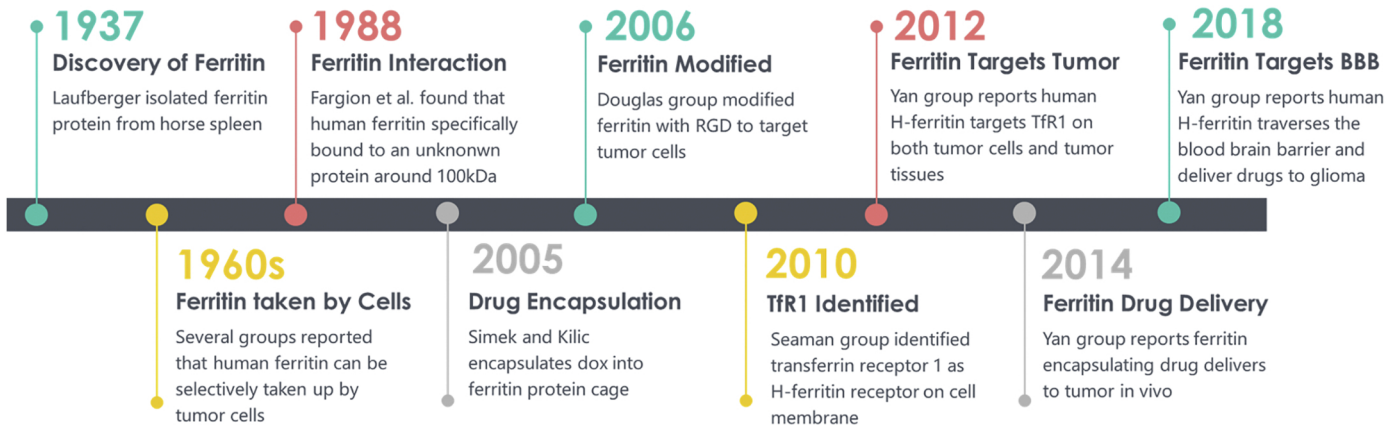 1937
Discovery of Ferritin
Laufberger isolated ferritin
protein from horse spleen
1988
Ferritin Interaction
Fargion et al. found that
human ferritin specifically
bound to an unknonwn
protein around 100kDa
2006
Ferritin Modified
Douglas group modified
ferritin with RGD to target
tumor cells
2012
Ferritin Targets Tumor
Yan group reports human
H-ferritin targets TfR1 on
both tumor cells and tumor
tissues
2018
Ferritin Targets BBB
Yan group reports human
H-ferritin traverses the
blood brain barrier and
deliver drugs to glioma
1960s
Ferritin taken by Cells
Several groups reported
that human ferritin can be
selectively taken up by
tumor cells
2005
Drug Encapsulation
Simek and Kilic
encapsulates dox into
ferritin protein cage
2010
TfR1 Identified
Seaman group identified
transferrin receptor 1 as
H-ferritin receptor on cell
membrane
2014
Ferritin Drug Delivery
Yan group reports ferritin
encapsulating drug delivers
to tumor in vivo